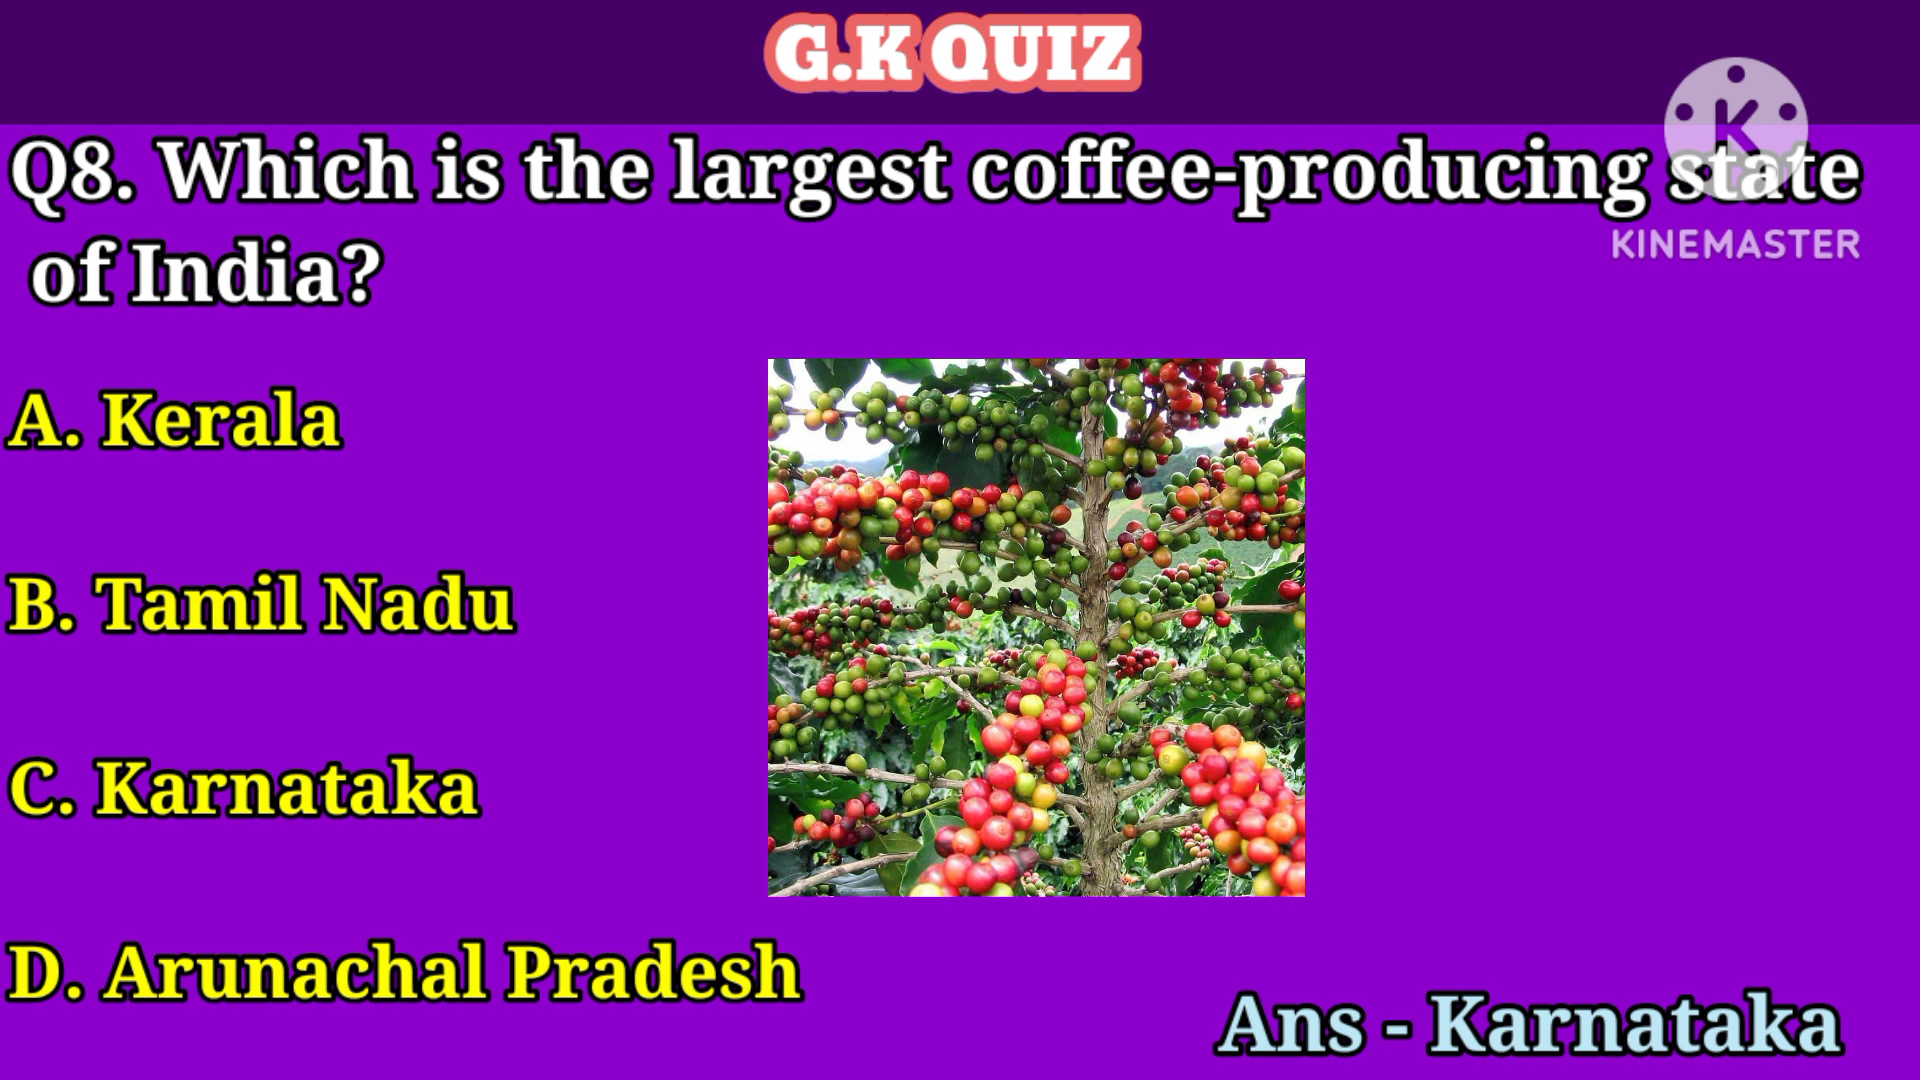 G.K QUIZ
Q8. Which is the largest coffee-producing state
of India?
KINEMASTER
A. Kerala
B. Tamil Nadu
C. Karnataka
D. Arunachal Pradesh
Ans - Karnataka